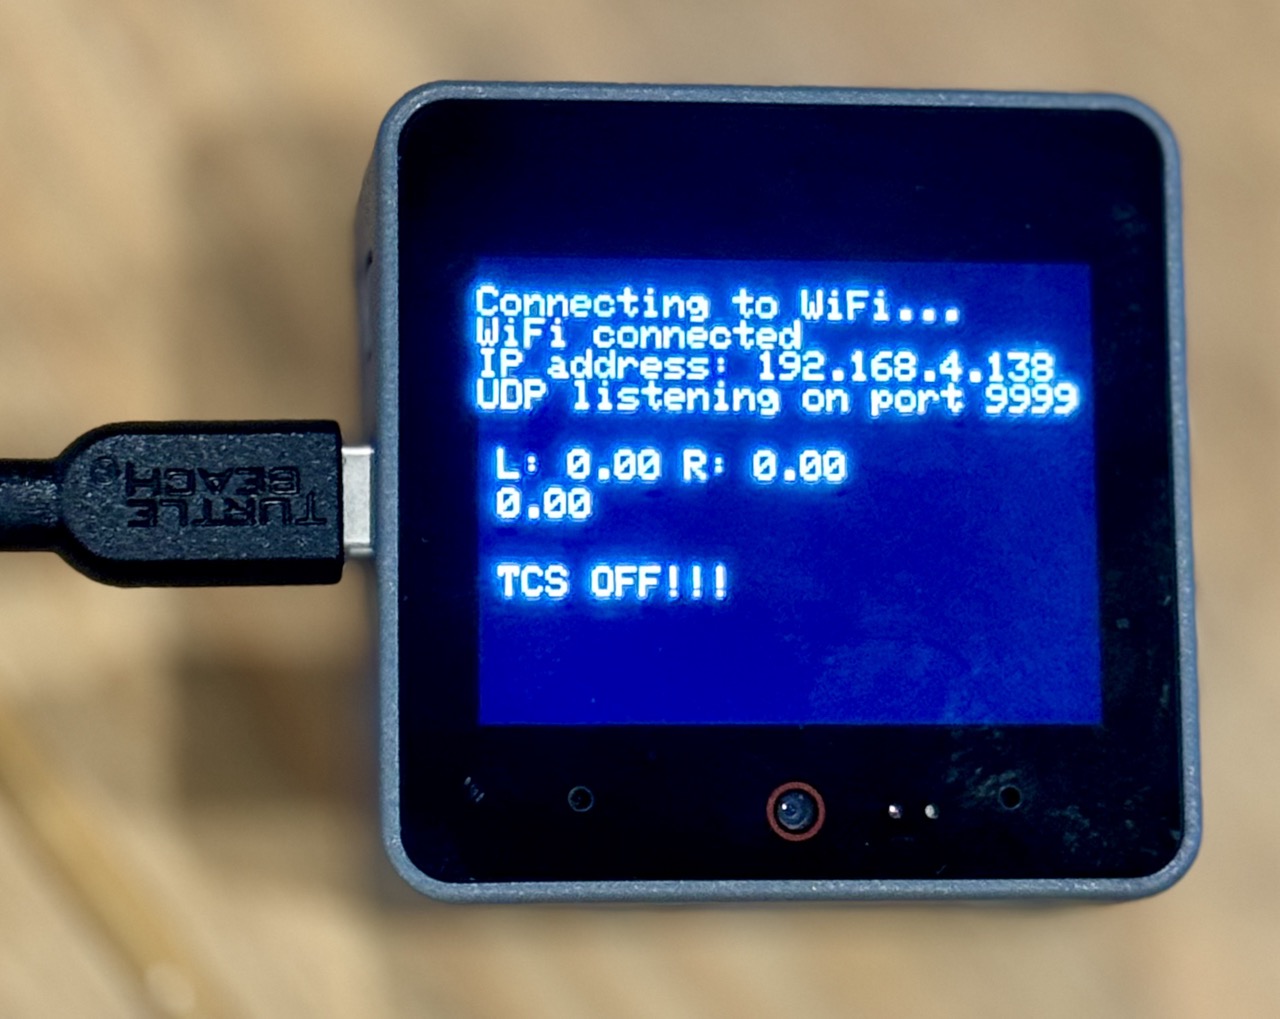 Connecting to WiFi...
WiFi connected
IP address: 192.168.4.138
UDP listening on port 9999
L: 0.00 R: 0.00
0.00
TCS OFF!!!
TURTLE
BEACH®